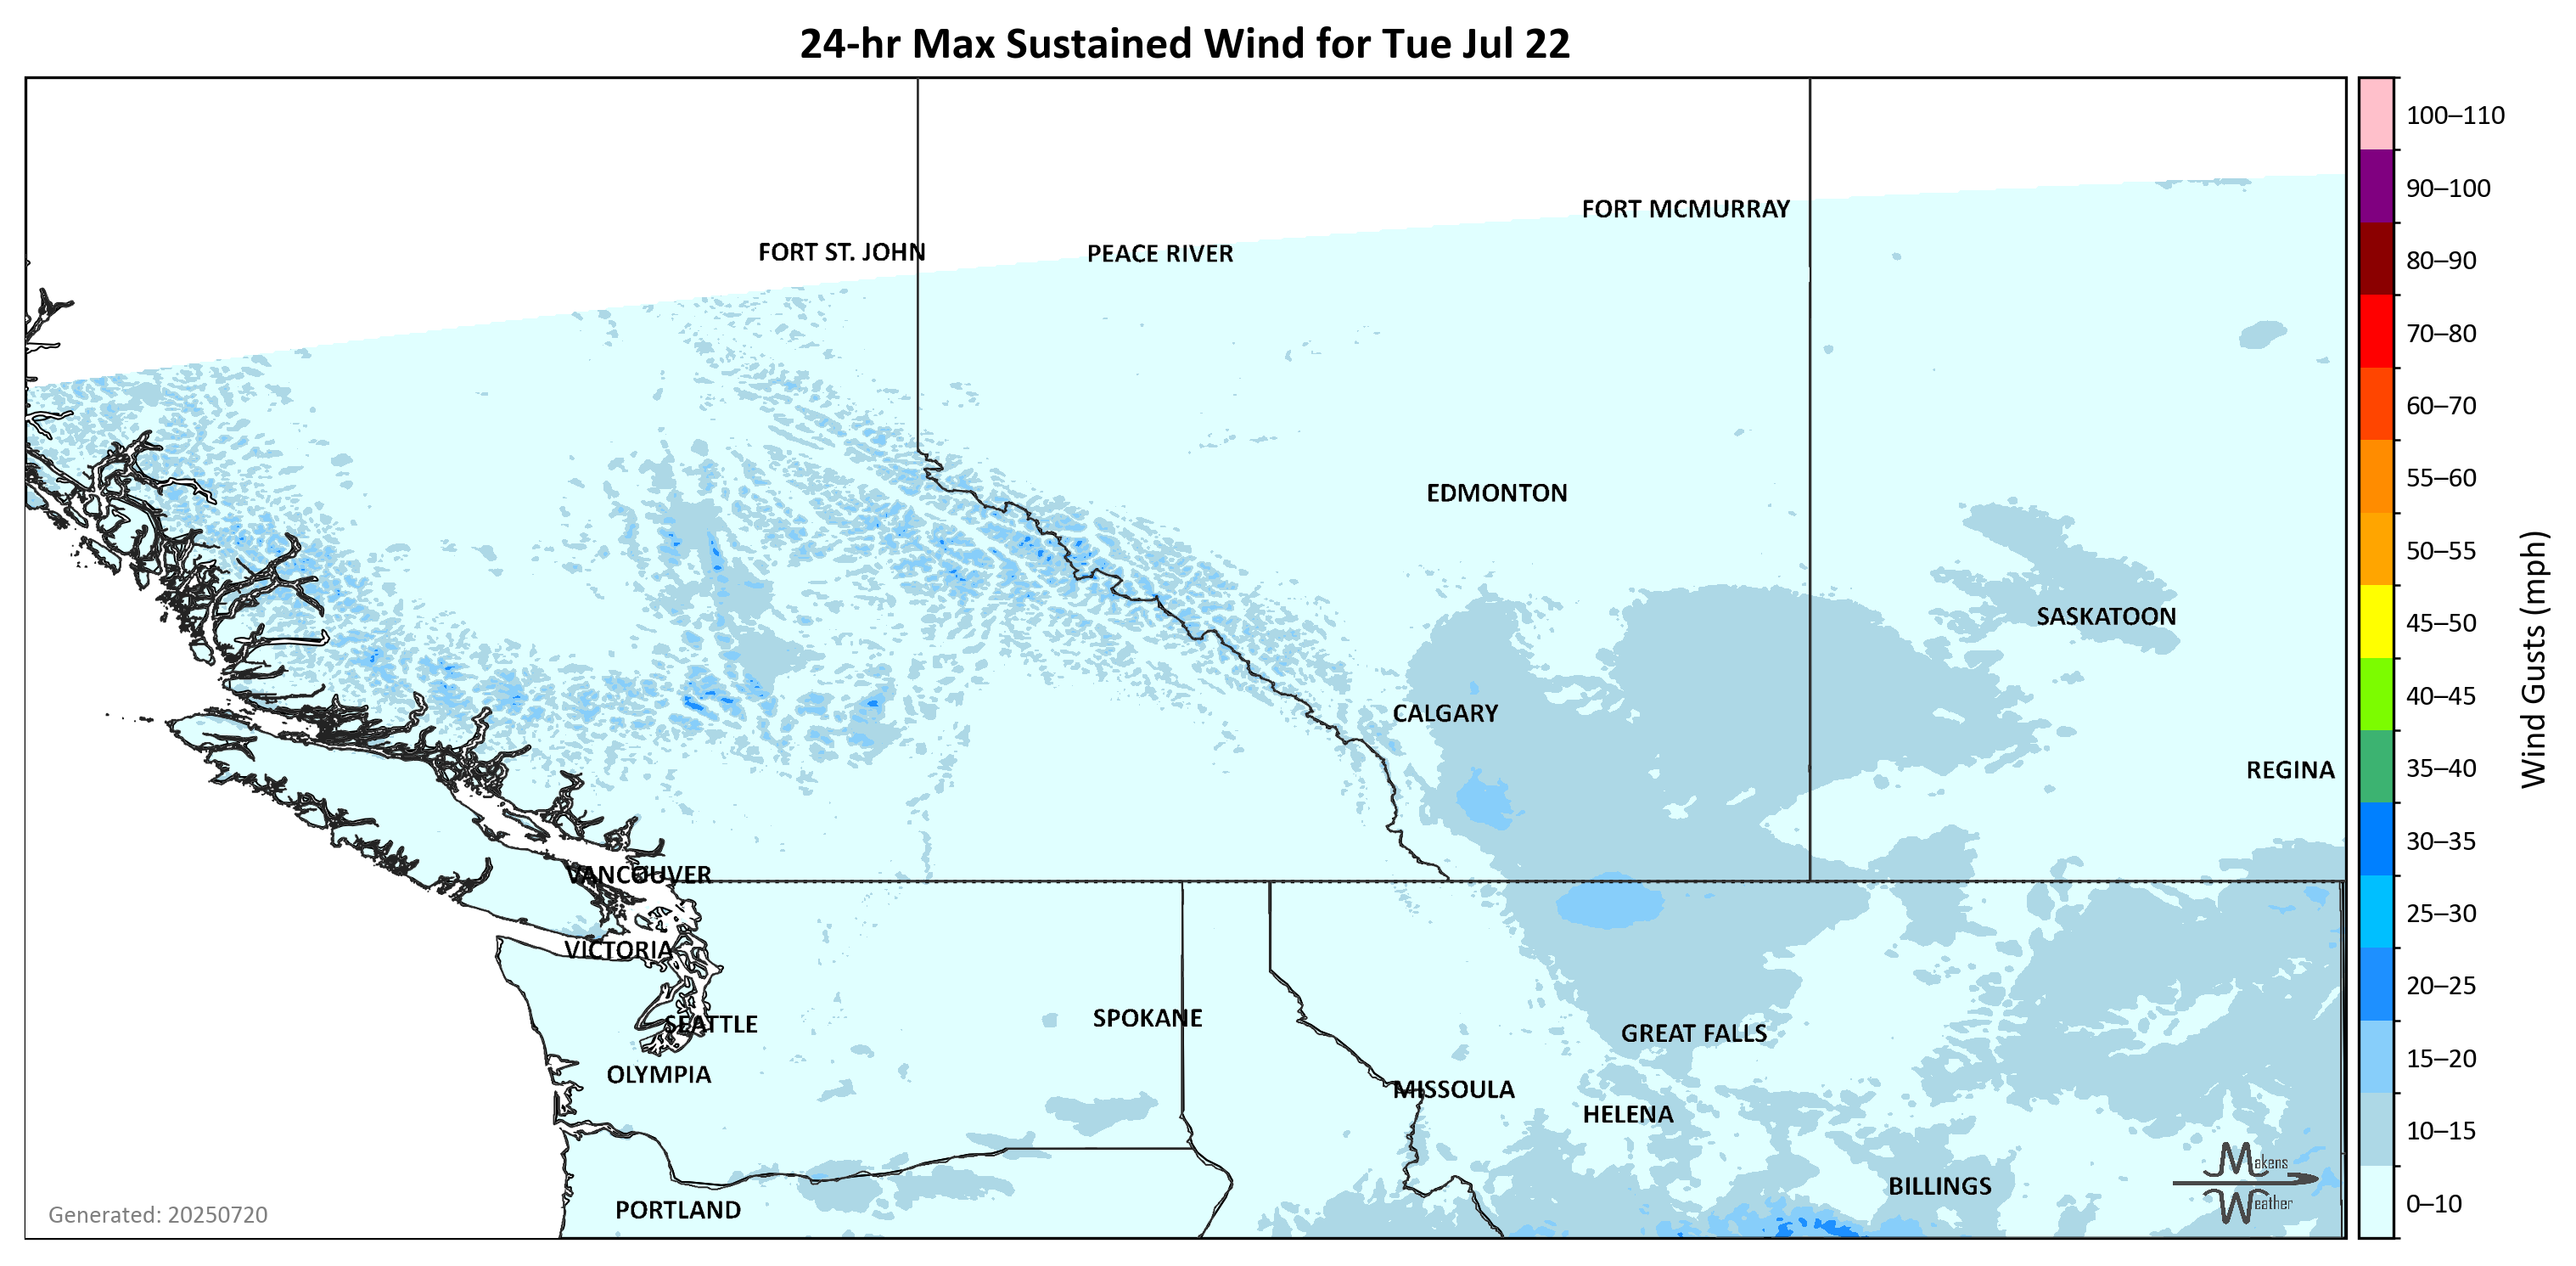 24-hr Max Sustained Wind for Tue Jul 22
100–110
90–100
80–90
70–80
60–70
55–60
50–55
45–50
40–45
35–40
30–35
25–30
20–25
15–20
10–15
0–10
Wind Gusts (mph)
FORT MCMURRAY
FORT ST. JOHN
PEACE RIVER
EDMONTON
SASKATOON
CALGARY
REGINA
VANCOUVER
VICTORIA
SEATTLE
SPOKANE
GREAT FALLS
OLYMPIA
MISSOULA
HELENA
BILLINGS
PORTLAND
Makens
Weather
Generated: 20250720